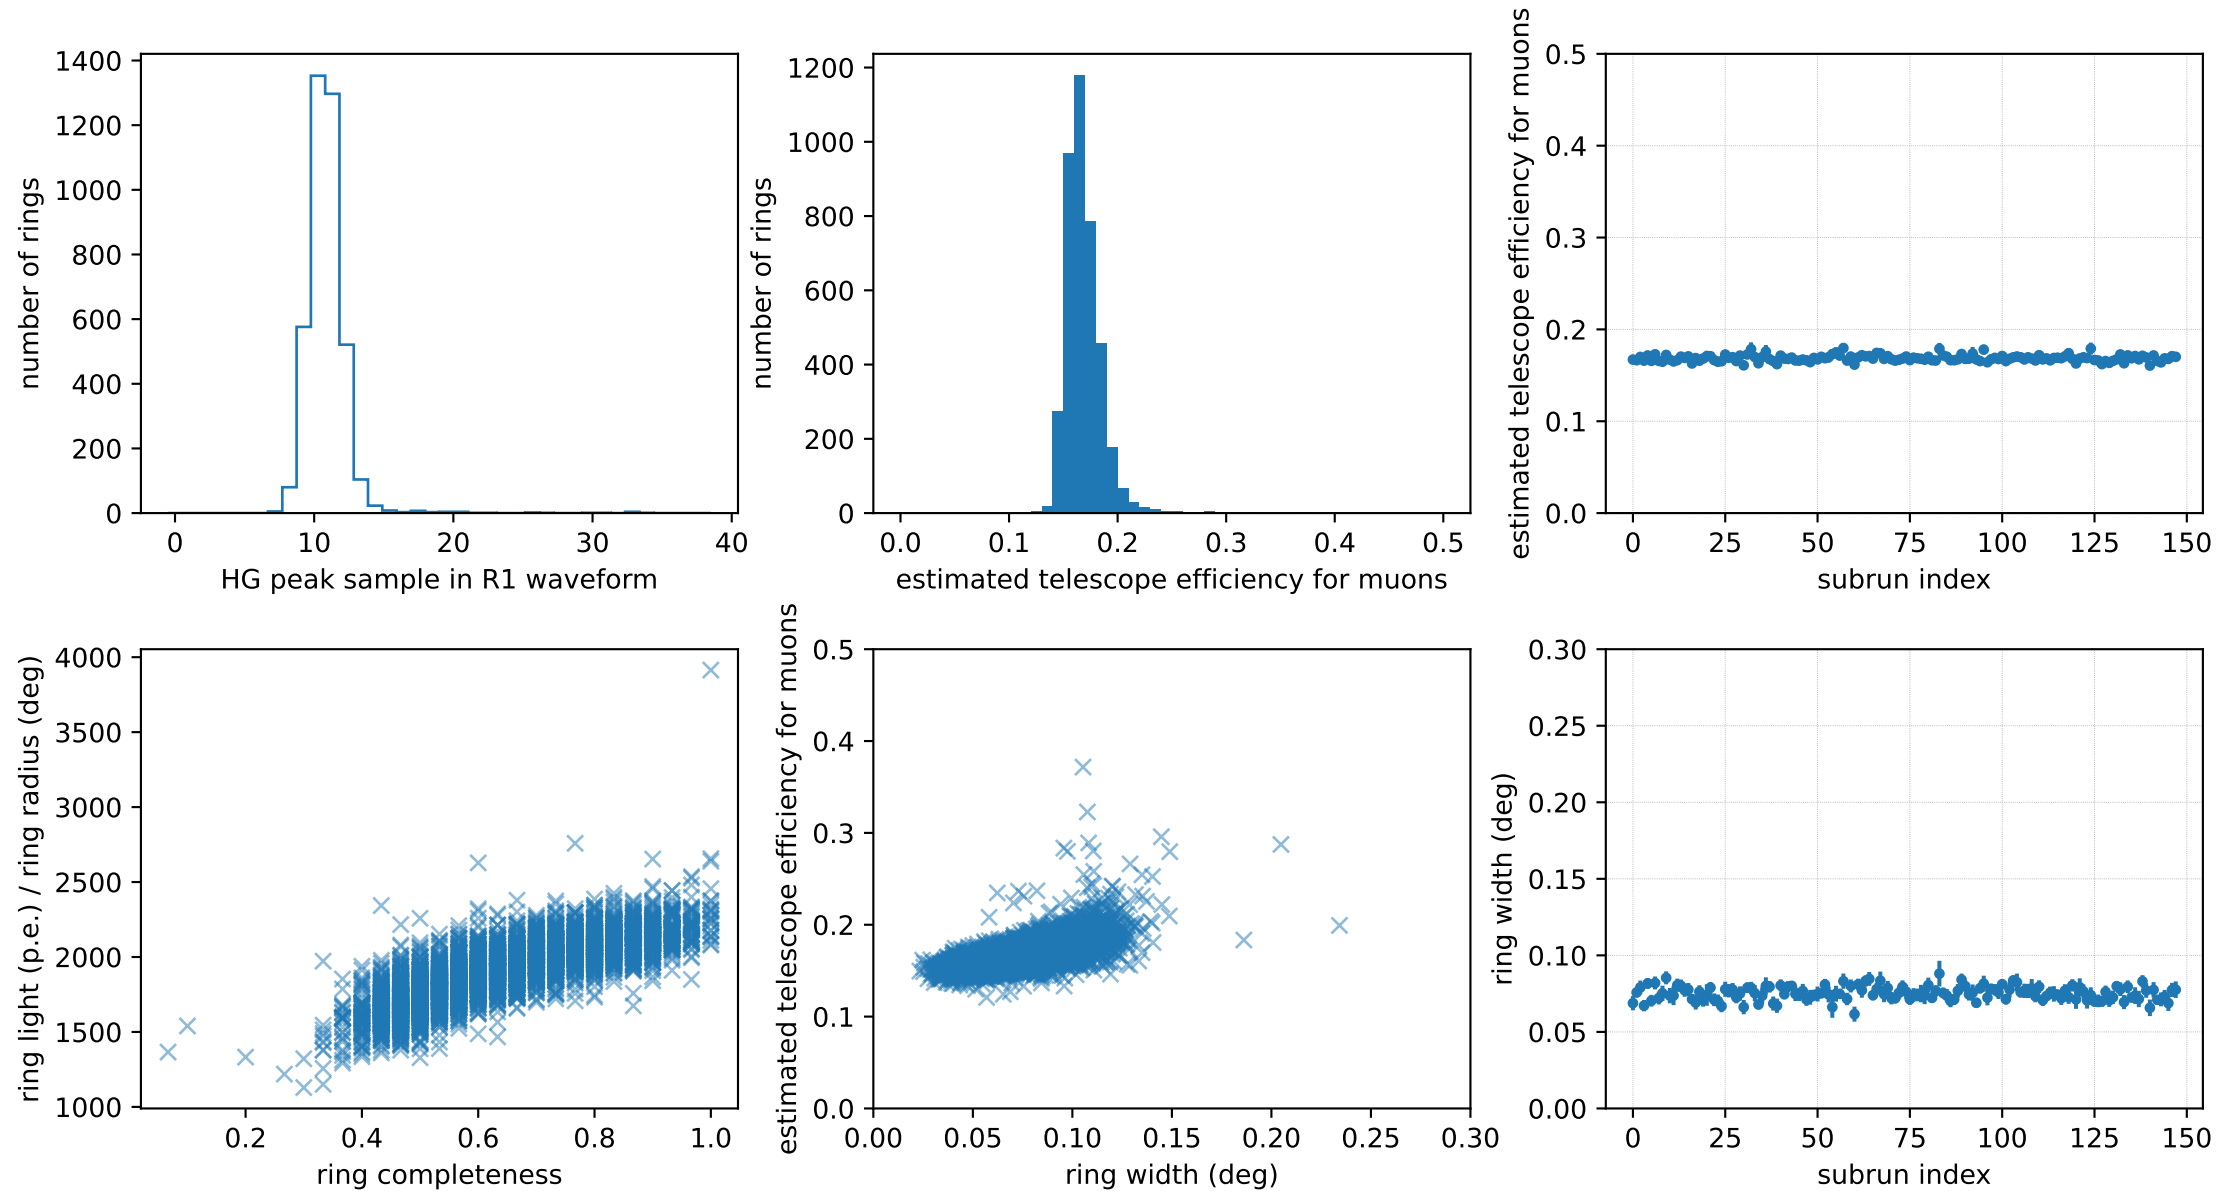 1400
1200
1000
800
600
400
200
0
number of rings
0 10 20 30 40
HG peak sample in R1 waveform
1200
1000
800
600
400
200
0
number of rings
0.0 0.1 0.2 0.3 0.4 0.5
estimated telescope efficiency for muons
0.5
0.4
0.3
0.2
0.1
0.0
estimated telescope efficiency for muons
0 25 50 75 100 125 150
subrun index
4000
3500
3000
2500
2000
1500
1000
ring light (p.e.) / ring radius (deg)
0.2 0.4 0.6 0.8 1.0
ring completeness
0.5
0.4
0.3
0.2
0.1
0.0
estimated telescope efficiency for muons
0.00 0.05 0.10 0.15 0.20 0.25 0.30
ring width (deg)
0.30
0.25
0.20
0.15
0.10
0.05
0.00
ring width (deg)
0 25 50 75 100 125 150
subrun index